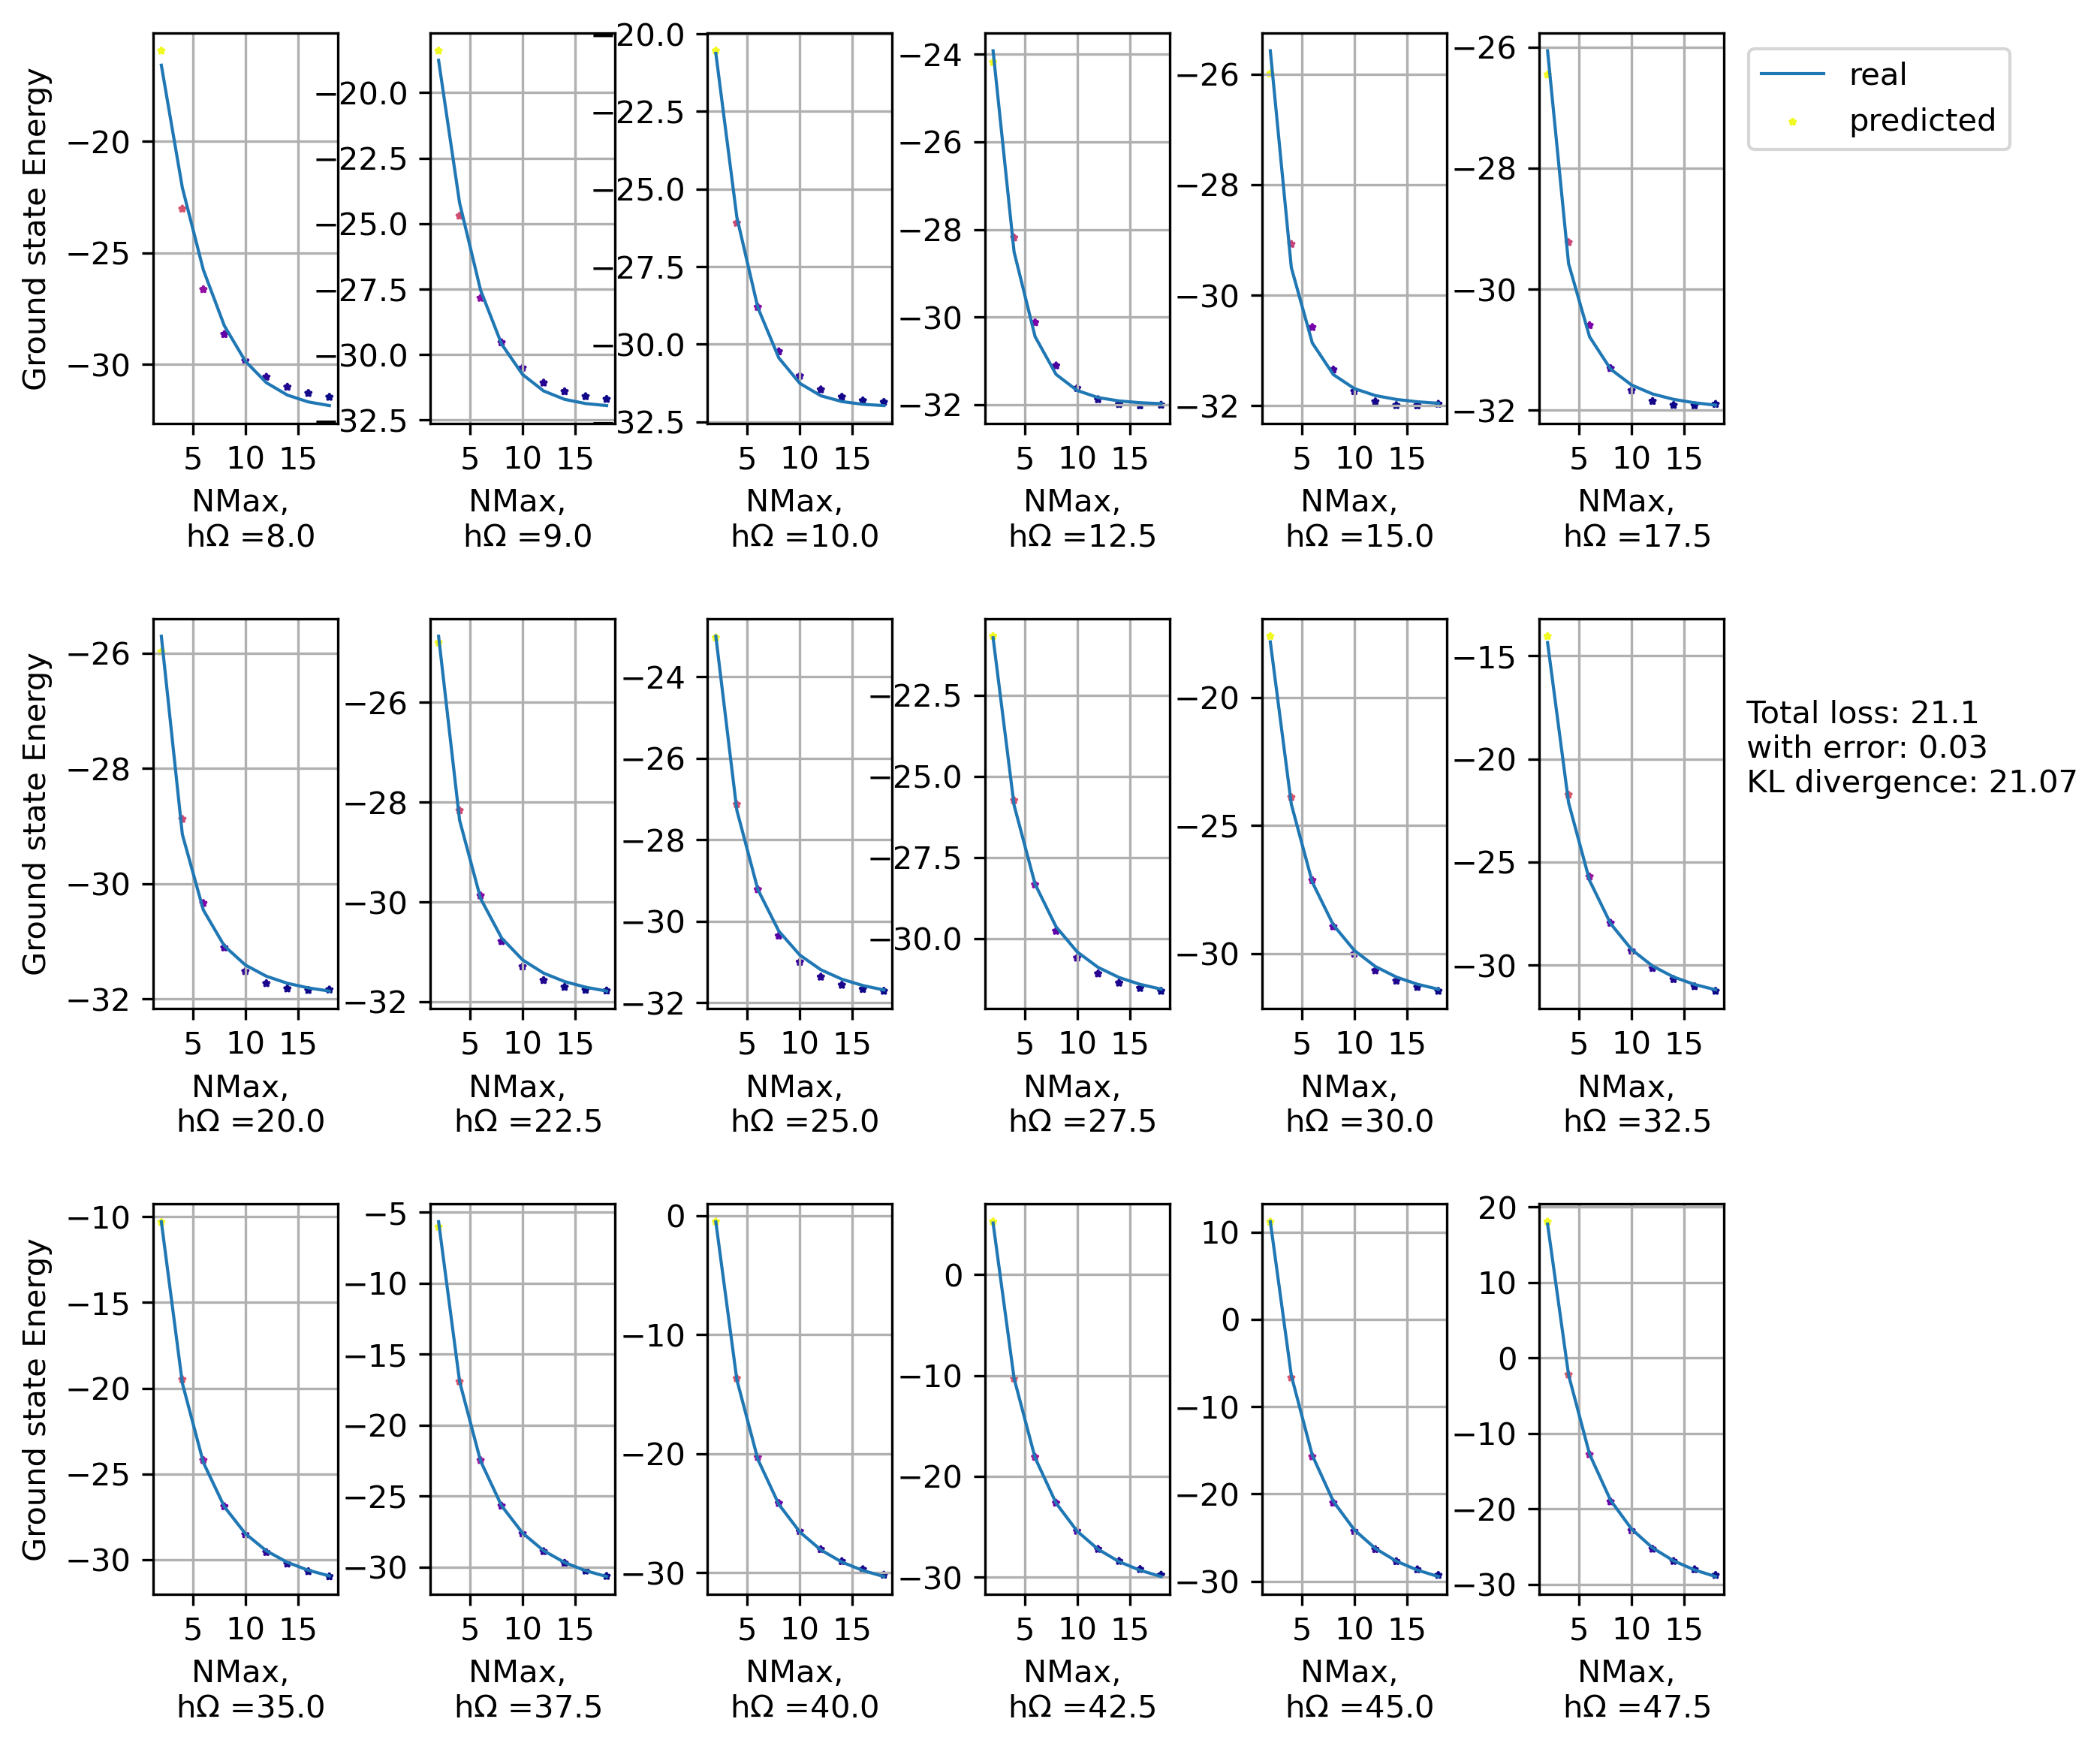 Ground state Energy
−20
−25
−30
5 10 15
NMax,
hΩ =8.0
−20.0
−22.5
−25.0
−27.5
−30.0
−32.5
5 10 15
NMax,
hΩ =9.0
−20.0
−22.5
−25.0
−27.5
−30.0
−32.5
5 10 15
NMax,
hΩ =10.0
−24
−26
−28
−30
−32
5 10 15
NMax,
hΩ =12.5
−26
−28
−30
−32
5 10 15
NMax,
hΩ =15.0
−26
−28
−30
−32
5 10 15
NMax,
hΩ =17.5
real
predicted
Ground state Energy
−26
−28
−30
−32
5 10 15
NMax,
hΩ =20.0
−26
−28
−30
−32
5 10 15
NMax,
hΩ =22.5
−24
−26
−28
−30
−32
5 10 15
NMax,
hΩ =25.0
−22.5
−25.0
−27.5
−30.0
5 10 15
NMax,
hΩ =27.5
−20
−25
−30
5 10 15
NMax,
hΩ =30.0
−15
−20
−25
−30
5 10 15
NMax,
hΩ =32.5
Total loss: 21.1
with error: 0.03
KL divergence: 21.07
Ground state Energy
−10
−15
−20
−25
−30
5 10 15
NMax,
hΩ =35.0
−5
−10
−15
−20
−25
−30
5 10 15
NMax,
hΩ =37.5
0
−10
−20
−30
5 10 15
NMax,
hΩ =40.0
0
−10
−20
−30
5 10 15
NMax,
hΩ =42.5
10
0
−10
−20
−30
5 10 15
NMax,
hΩ =45.0
20
10
0
−10
−20
−30
5 10 15
NMax,
hΩ =47.5